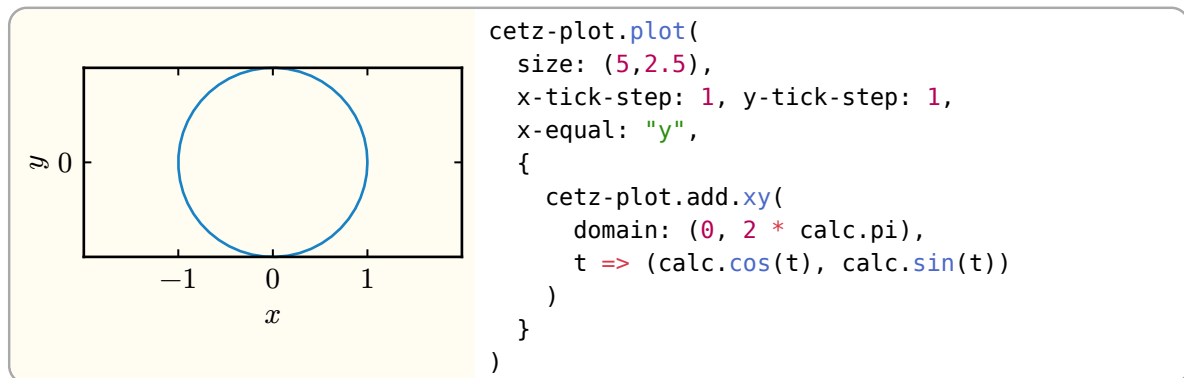 y 0
−1 0 1
x
cetz-plot.plot(
  size: (5,2.5),
  x-tick-step: 1, y-tick-step: 1,
  x-equal: "y",
  {
    cetz-plot.add.xy(
      domain: (0, 2 * calc.pi),
      t => (calc.cos(t), calc.sin(t))
    )
  }
)